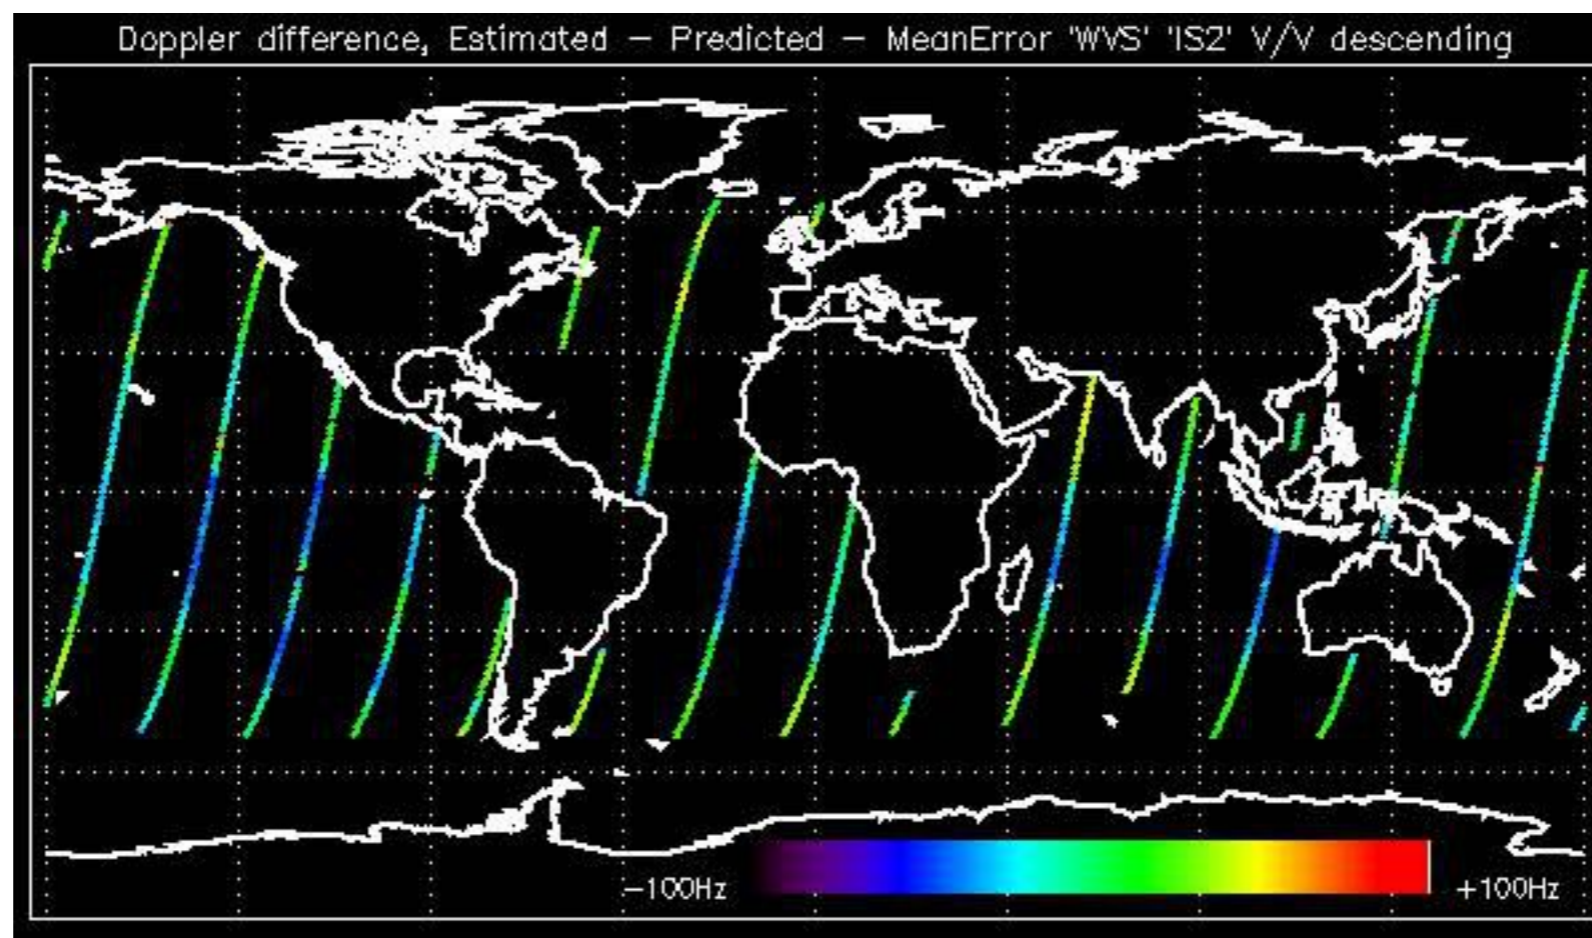 Doppler difference, Estimated – Predicted – MeanError 'WVS' 'IS2' V/V descending
-100Hz +100Hz